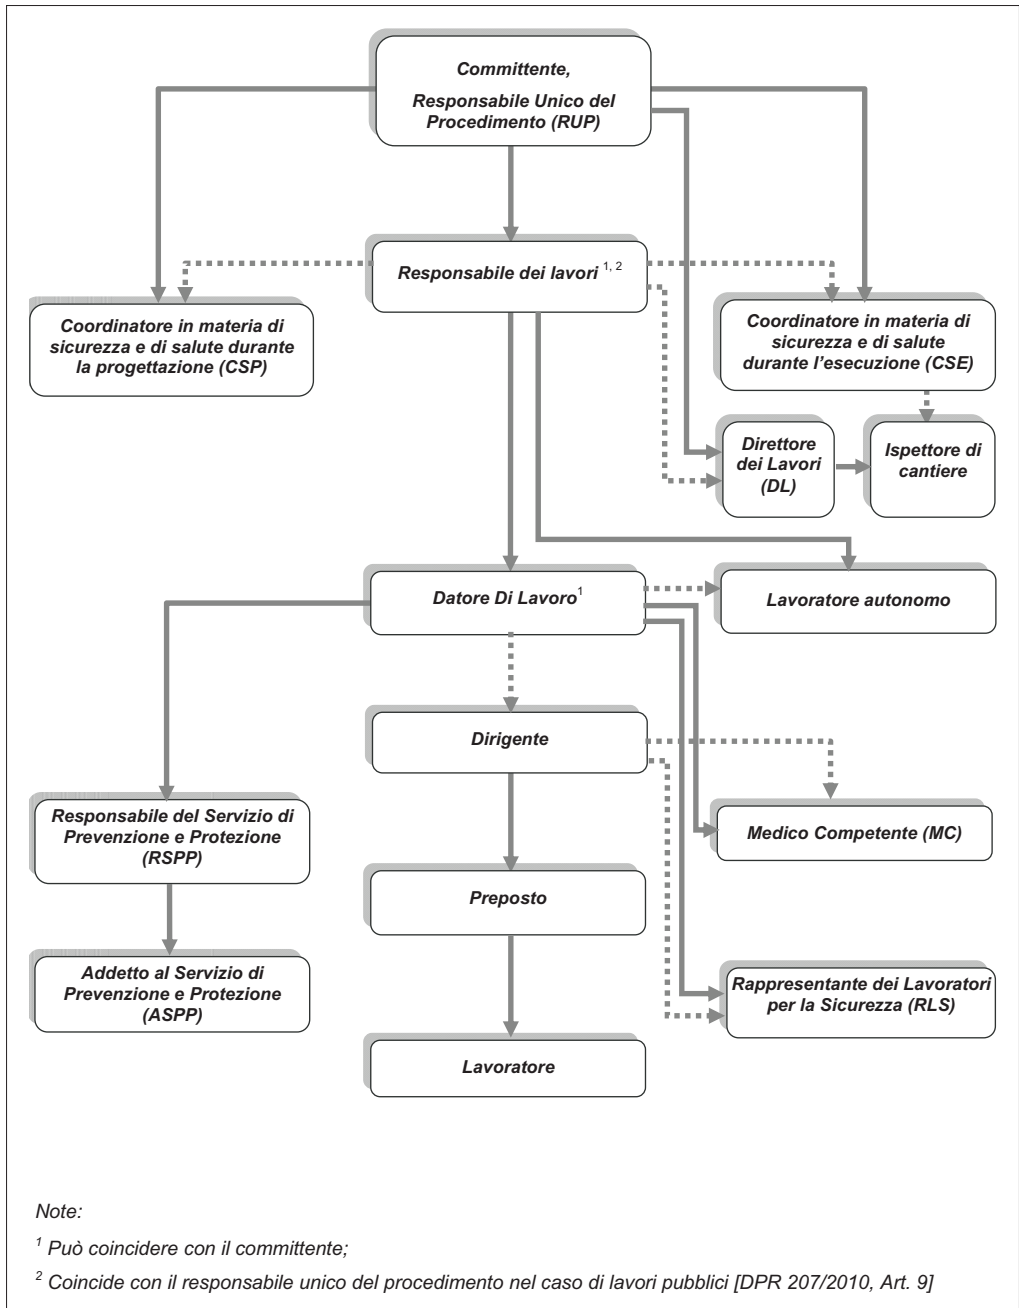 Committente,
Responsabile Unico del
Procedimento (RUP)
Responsabile dei lavori 1, 2
Coordinatore in materia di
sicurezza e di salute durante
la progettazione (CSP)
Coordinatore in materia di
sicurezza e di salute
durante l'esecuzione (CSE)
Direttore
dei Lavori
(DL)
Ispettore di
cantiere
Datore Di Lavoro1
Lavoratore autonomo
Dirigente
Responsabile del Servizio di
Prevenzione e Protezione
(RSPP)
Medico Competente (MC)
Preposto
Addetto al Servizio di
Prevenzione e Protezione
(ASPP)
Rappresentante dei Lavoratori
per la Sicurezza (RLS)
Lavoratore
Note:
1 Può coincidere con il committente;
2 Coincide con il responsabile unico del procedimento nel caso di lavori pubblici [DPR 207/2010, Art. 9]